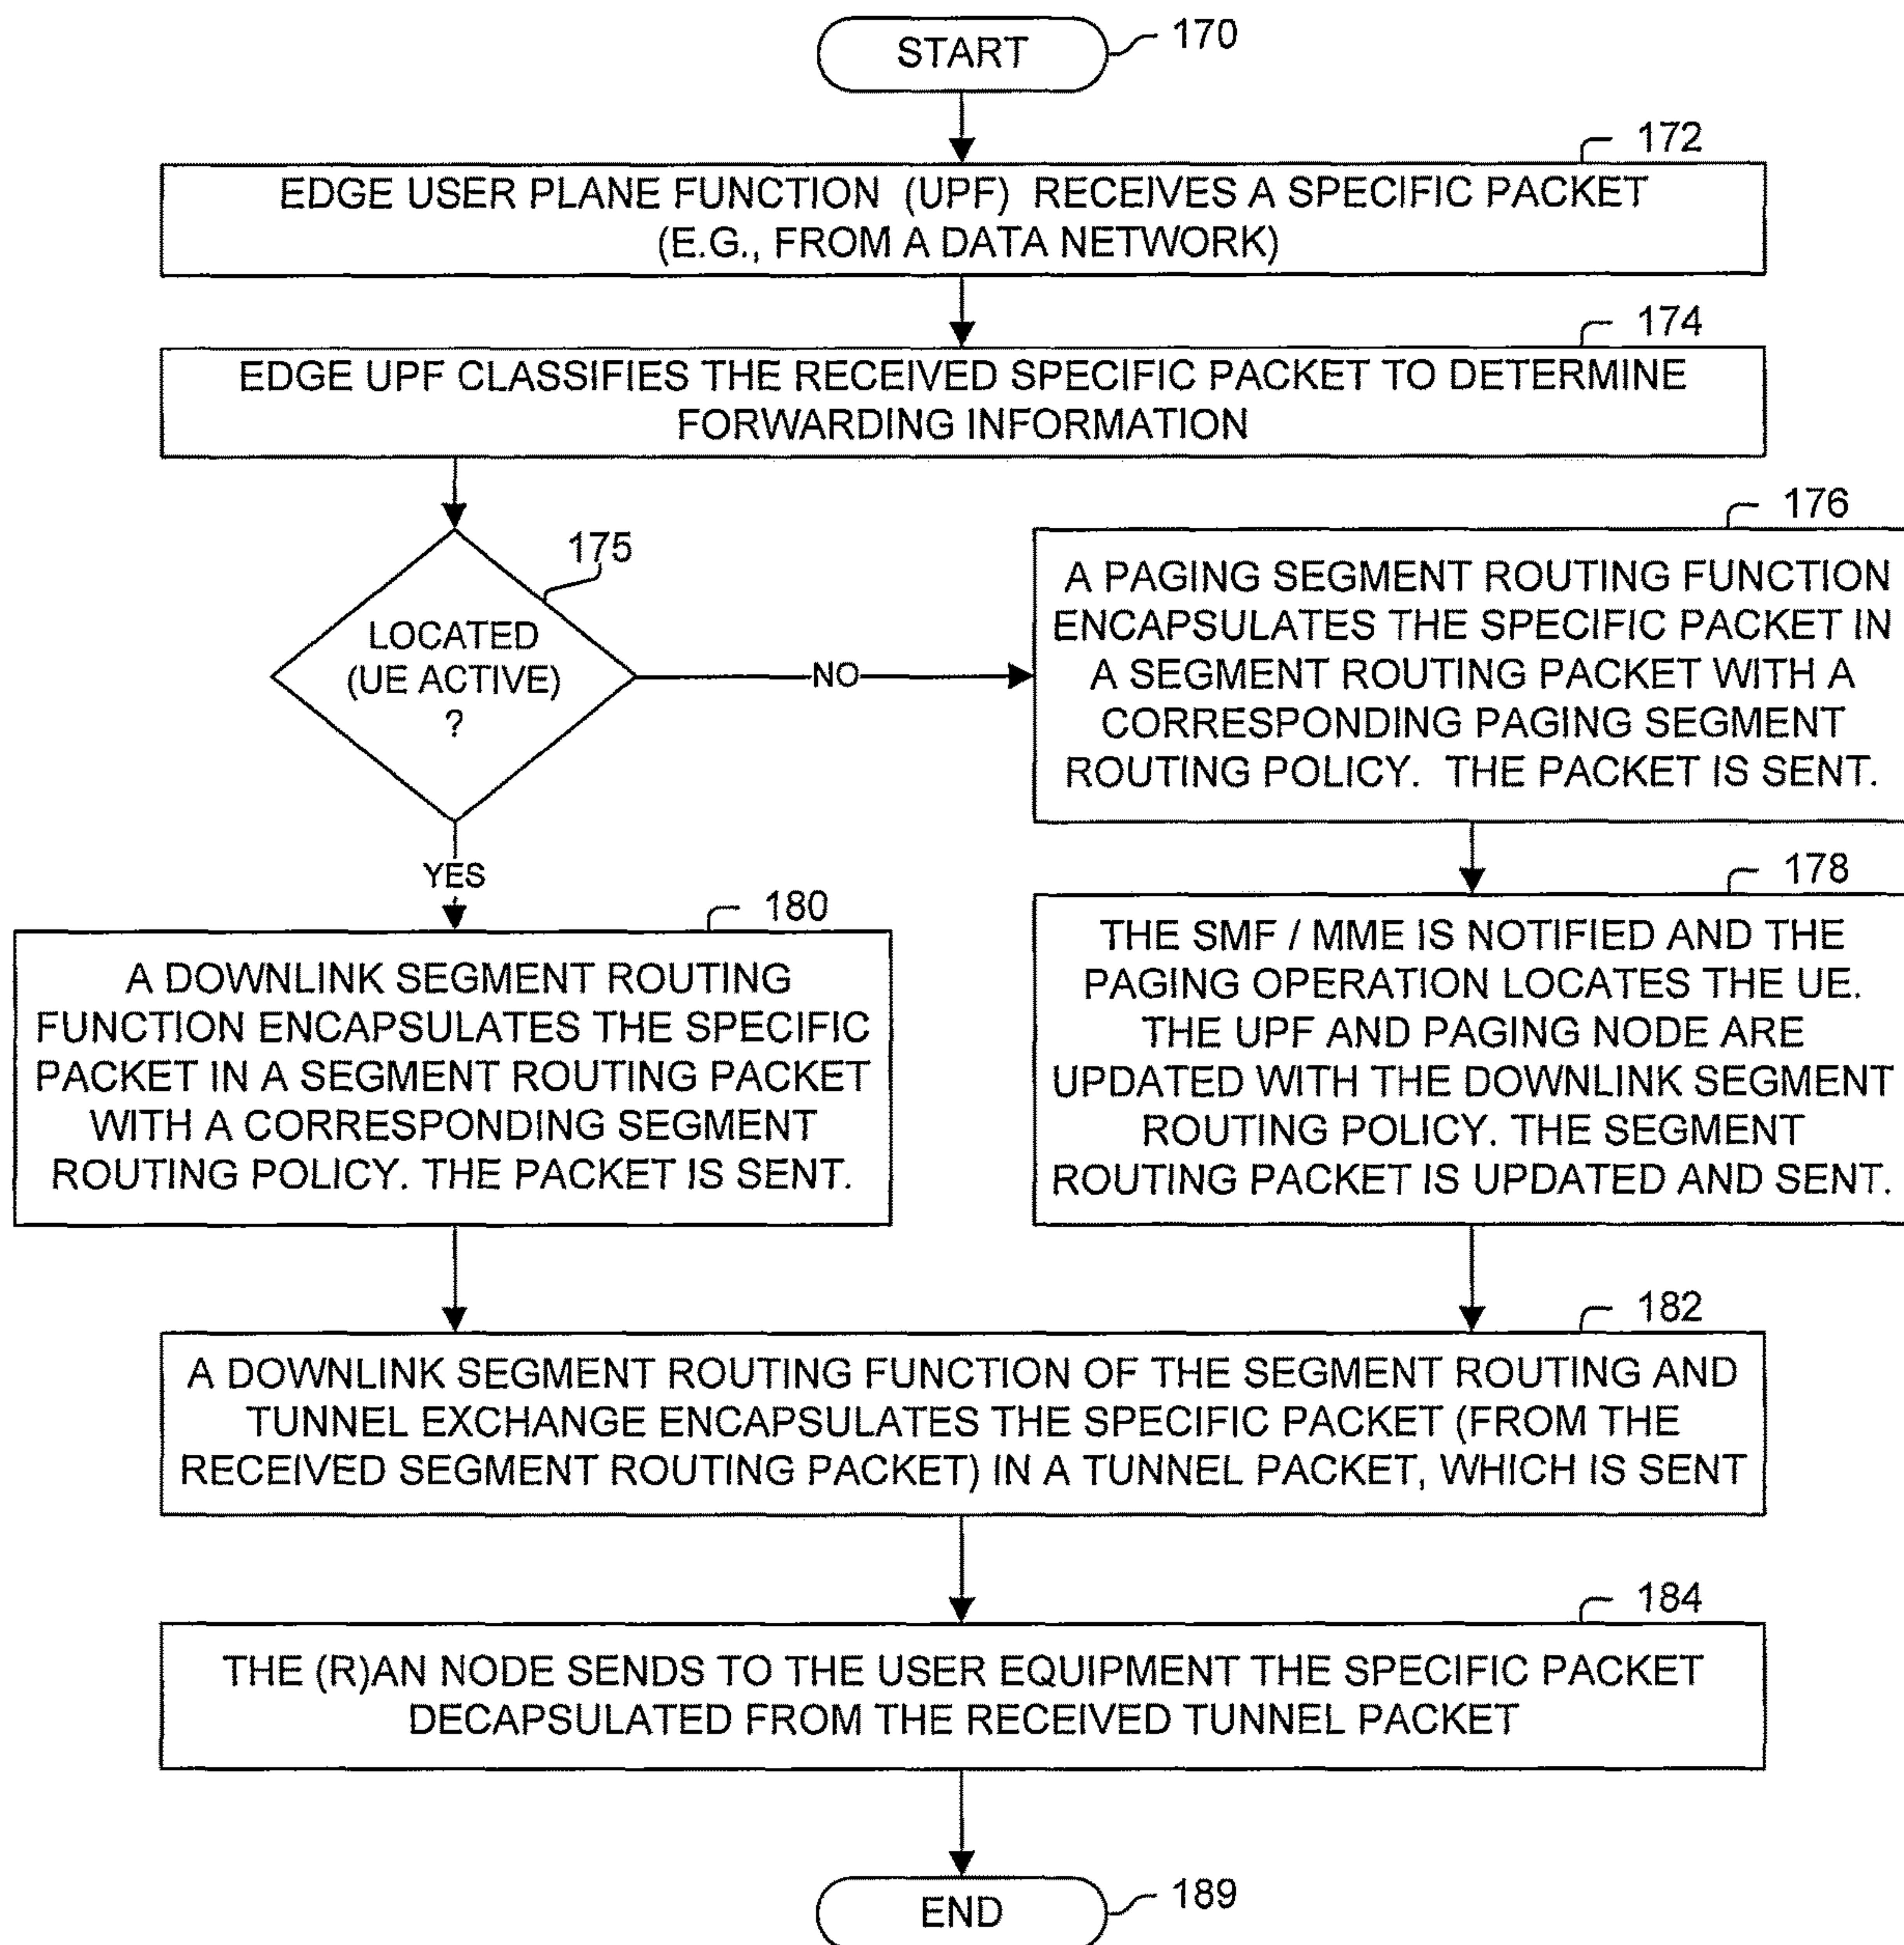 START
170
172
EDGE USER PLANE FUNCTION (UPF) RECEIVES A SPECIFIC PACKET
(E.G., FROM A DATA NETWORK)
174
EDGE UPF CLASSIFIES THE RECEIVED SPECIFIC PACKET TO DETERMINE
FORWARDING INFORMATION
175
LOCATED
(UE ACTIVE)
?
NO
176
A PAGING SEGMENT ROUTING FUNCTION
ENCAPSULATES THE SPECIFIC PACKET IN
A SEGMENT ROUTING PACKET WITH A
CORRESPONDING PAGING SEGMENT
ROUTING POLICY. THE PACKET IS SENT.
YES
180
A DOWNLINK SEGMENT ROUTING
FUNCTION ENCAPSULATES THE SPECIFIC
PACKET IN A SEGMENT ROUTING PACKET
WITH A CORRESPONDING SEGMENT
ROUTING POLICY. THE PACKET IS SENT.
178
THE SMF / MME IS NOTIFIED AND THE
PAGING OPERATION LOCATES THE UE.
THE UPF AND PAGING NODE ARE
UPDATED WITH THE DOWNLINK SEGMENT
ROUTING POLICY. THE SEGMENT
ROUTING PACKET IS UPDATED AND SENT.
182
A DOWNLINK SEGMENT ROUTING FUNCTION OF THE SEGMENT ROUTING AND
TUNNEL EXCHANGE ENCAPSULATES THE SPECIFIC PACKET (FROM THE
RECEIVED SEGMENT ROUTING PACKET) IN A TUNNEL PACKET, WHICH IS SENT
184
THE (R)AN NODE SENDS TO THE USER EQUIPMENT THE SPECIFIC PACKET
DECAPSULATED FROM THE RECEIVED TUNNEL PACKET
END
189